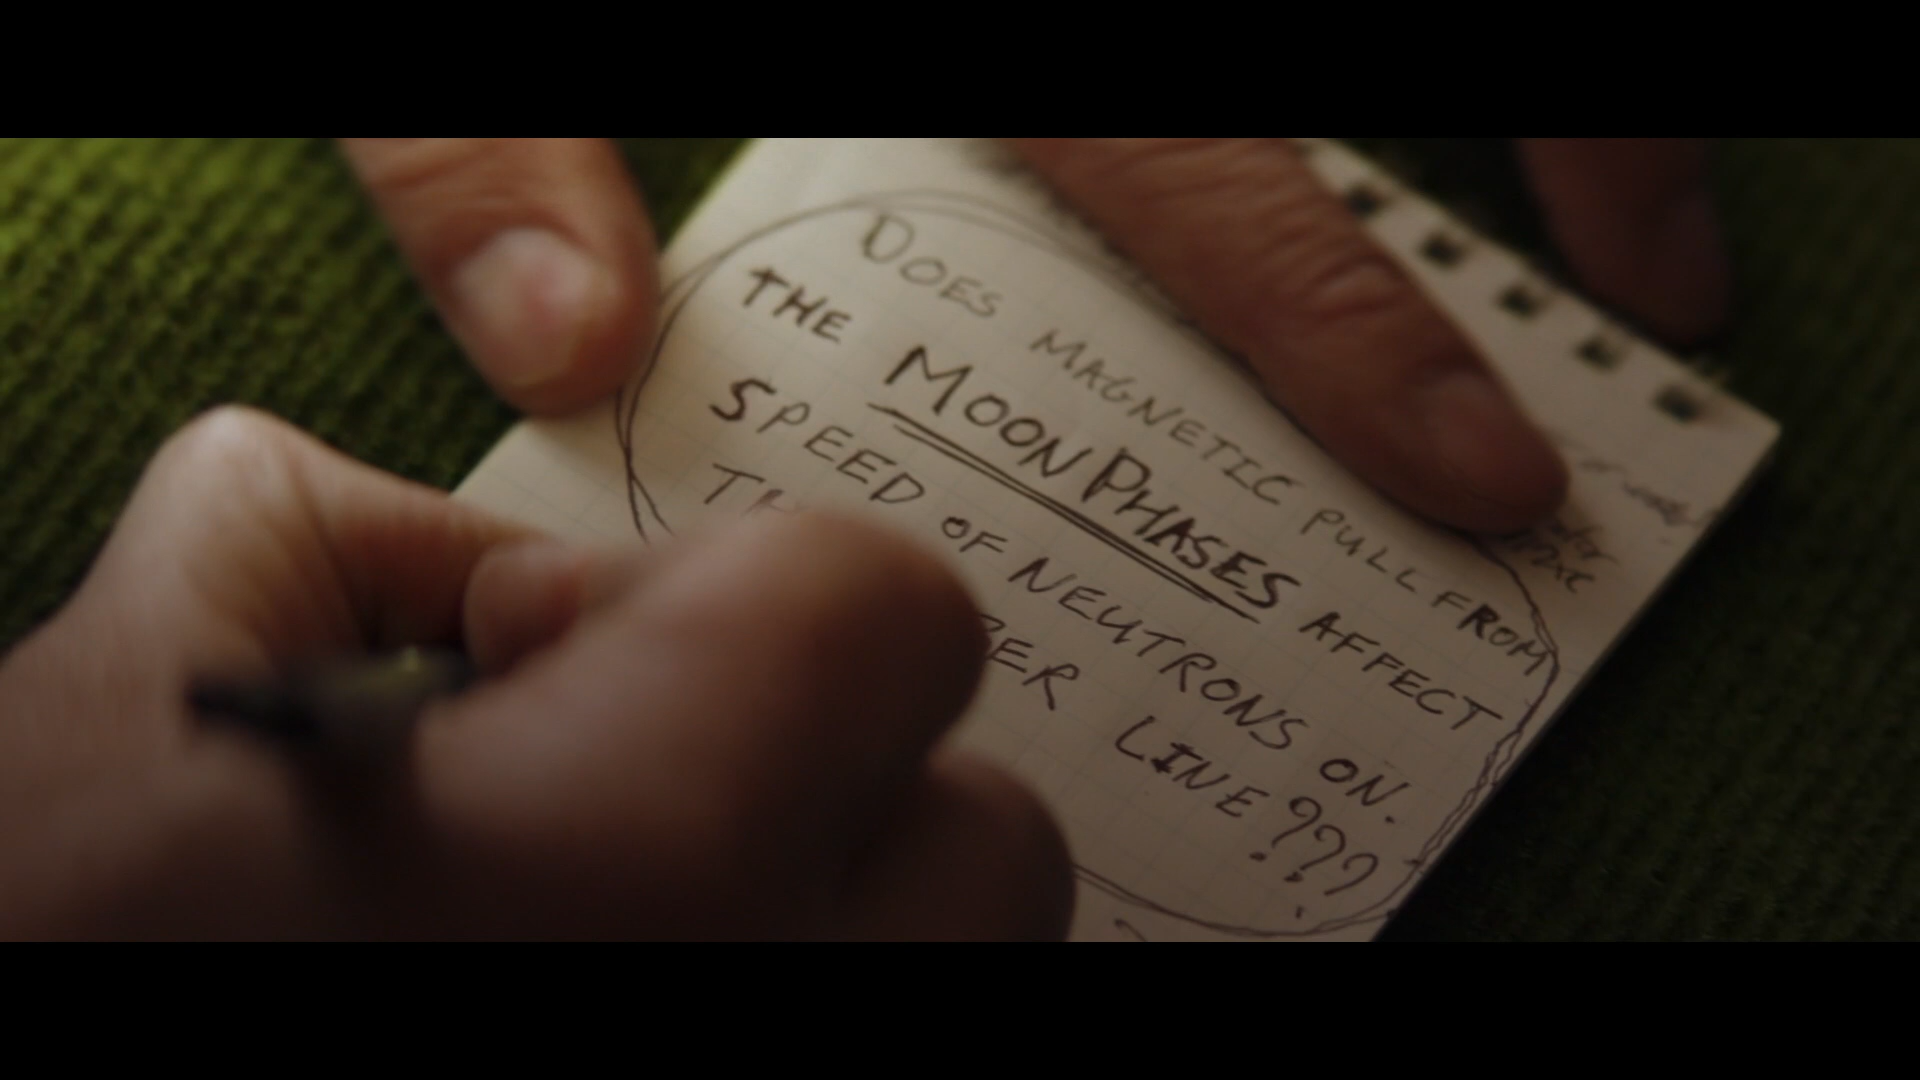 DOES MAGNETIC PULL FROM
THE MOON PHASES AFFECT
SPEED OF NEUTRONS ON.
LINE???